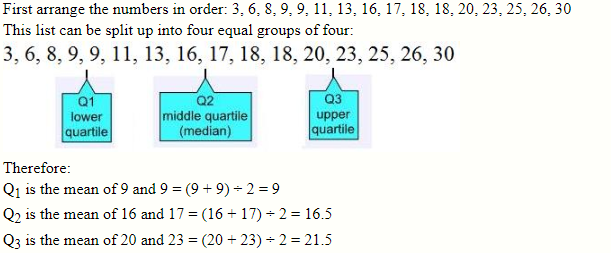 First arrange the numbers in order: 3, 6, 8, 9, 9, 11, 13, 16, 17, 18, 18, 20, 23, 25, 26, 30
This list can be split up into four equal groups of four:
3, 6, 8, 9, 9, 11, 13, 16, 17, 18, 18, 20, 23, 25, 26, 30
Q1
lower
quartile
Q2
middle quartile
(median)
Q3
upper
quartile
Therefore:
Q1 is the mean of 9 and 9 = (9 + 9) ÷ 2 = 9
Q2 is the mean of 16 and 17 = (16 + 17) ÷ 2 = 16.5
Q3 is the mean of 20 and 23 = (20 + 23) ÷ 2 = 21.5